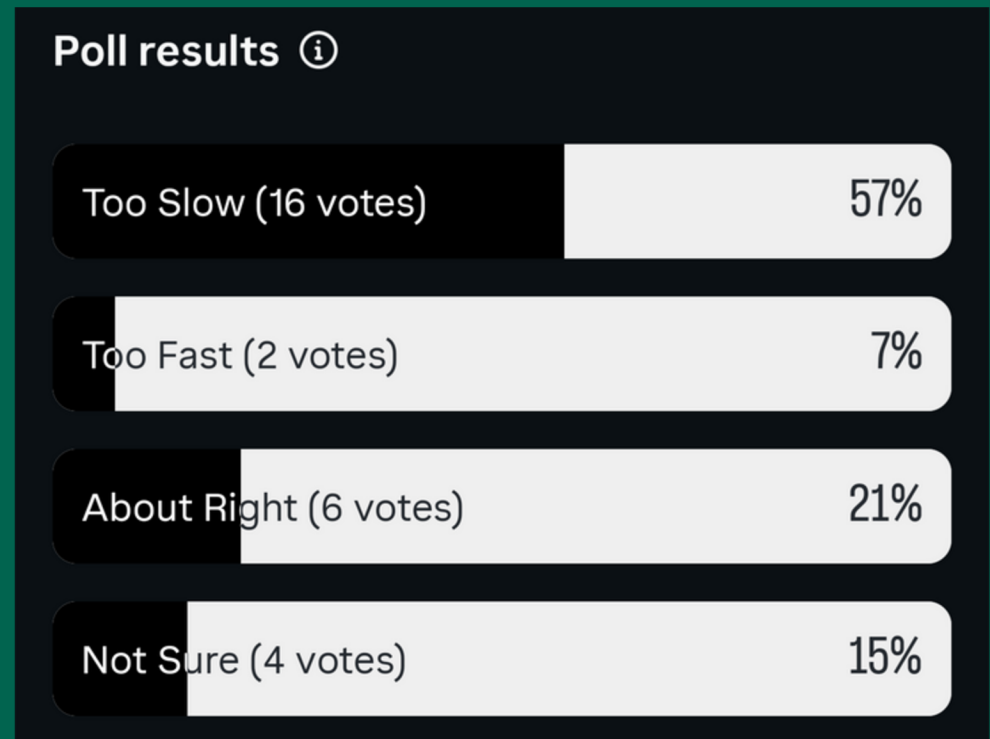 Poll results
Too Slow (16 votes) 57%
Too Fast (2 votes) 7%
About Right (6 votes) 21%
Not Sure (4 votes) 15%